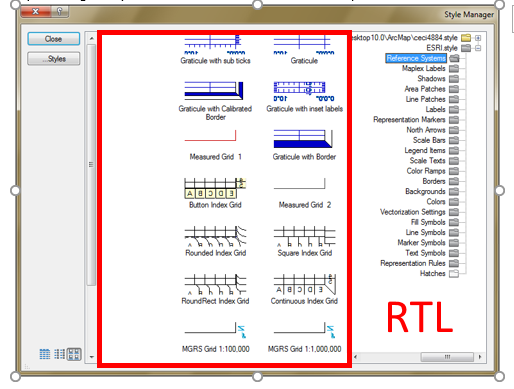 Style Manager
Close
Styles...
Graticule with sub ticks
Graticule
Graticule with Calibrated
Border
Graticule with inset labels
Measured Grid 1
Graticule with Border
Button Index Grid
Measured Grid 2
Rounded Index Grid
Square Index Grid
RoundRect Index Grid
Continuous Index Grid
MGRS Grid 1:100,000
MGRS Grid 1:1,000,000
sktop10.0\ArcMap\ceci4884.style
ESRI.style
Reference Systems
Maplex Labels
Shadows
Area Patches
Line Patches
Labels
Representation Markers
North Arrows
Scale Bars
Legend Items
Scale Texts
Color Ramps
Borders
Backgrounds
Colors
Vectorization Settings
Fill Symbols
Line Symbols
Marker Symbols
Text Symbols
Representation Rules
Hatches
RTL